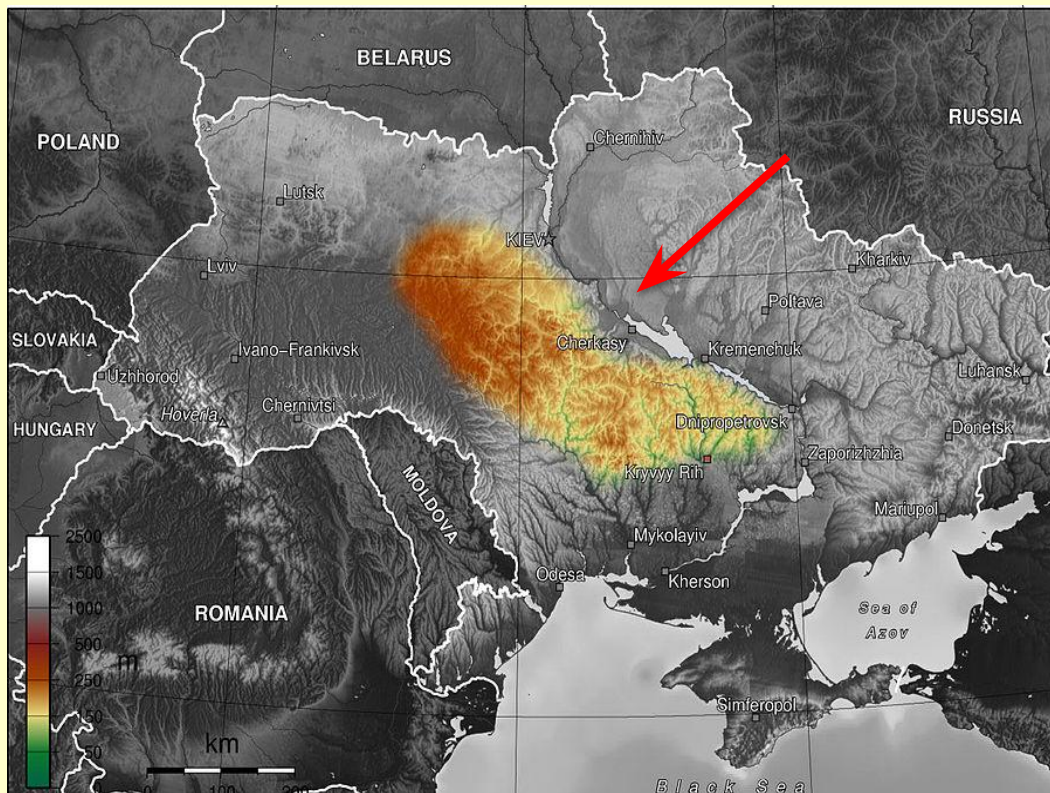 BELARUS
RUSSIA
POLAND
Chernihiv
Lutsk
KIEV
Kharkiv
Lviv
Poltava
SLOVAKIA
Cherkasy
Kremenchuk
Ivano-Frankivsk
Uzhhorod
Luhansk
Hoverla
Chernivtsi
Dnipropetrovsk
HUNGARY
Donetsk
Zaporizhzhia
Kryvyy Rih
MOLDOVA
Mariupol
Mykolayiv
Odesa
Kherson
ROMANIA
Sea of
Azov
Simferopol
Black Sea
2500
1500
1000
500
250
50
m
km
0